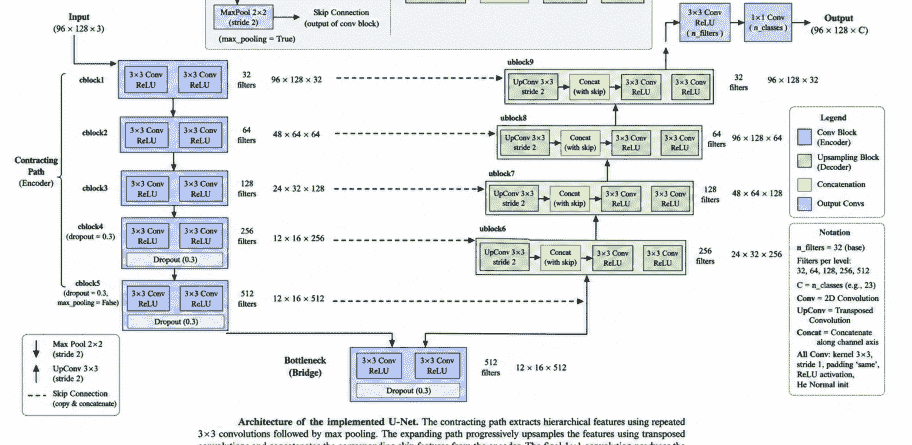 Input
(96 × 128 × 3)
MaxPool 2×2
(stride 2)
(max_pooling = True)
Skip Connection
(output of conv block)
3×3 Conv
ReLU
( n_filters )
1×1 Conv
( n_classes )
Output
(96 × 128 × C)
Contracting
Path
(Encoder)
cblock1
3×3 Conv
ReLU
3×3 Conv
ReLU
32
filters
96 × 128 × 32
cblock2
3×3 Conv
ReLU
3×3 Conv
ReLU
64
filters
48 × 64 × 64
cblock3
3×3 Conv
ReLU
3×3 Conv
ReLU
128
filters
24 × 32 × 128
cblock4
(dropout = 0.3)
3×3 Conv
ReLU
3×3 Conv
ReLU
Dropout (0.3)
256
filters
12 × 16 × 256
cblock5
(dropout = 0.3,
max_pooling = False)
3×3 Conv
ReLU
3×3 Conv
ReLU
Dropout (0.3)
512
filters
12 × 16 × 512
Bottleneck
(Bridge)
3×3 Conv
ReLU
3×3 Conv
ReLU
Dropout (0.3)
512
filters
12 × 16 × 512
ublock9
UpConv 3×3
stride 2
Concat
(with skip)
3×3 Conv
ReLU
3×3 Conv
ReLU
32
filters
96 × 128 × 32
ublock8
UpConv 3×3
stride 2
Concat
(with skip)
3×3 Conv
ReLU
3×3 Conv
ReLU
64
filters
96 × 128 × 64
ublock7
UpConv 3×3
stride 2
Concat
(with skip)
3×3 Conv
ReLU
3×3 Conv
ReLU
128
filters
48 × 64 × 128
ublock6
UpConv 3×3
stride 2
Concat
(with skip)
3×3 Conv
ReLU
3×3 Conv
ReLU
256
filters
24 × 32 × 256
Legend
Conv Block
(Encoder)
Upsampling Block
(Decoder)
Concatenation
Output Convs
Notation
n_filters = 32 (base)
Filters per level:
32, 64, 128, 256, 512
C = n_classes (e.g., 23)
Conv = 2D Convolution
UpConv = Transposed
Convolution
Concat = Concatenate
along channel axis
All Conv: kernel 3×3,
stride 1, padding 'same',
ReLU activation,
He Normal init
Max Pool 2×2
(stride 2)
UpConv 3×3
(stride 2)
Skip Connection
(copy & concatenate)
Architecture of the implemented U-Net. The contracting path extracts hierarchical features using repeated
3×3 convolutions followed by max pooling. The expanding path progressively upsamples the features using transposed